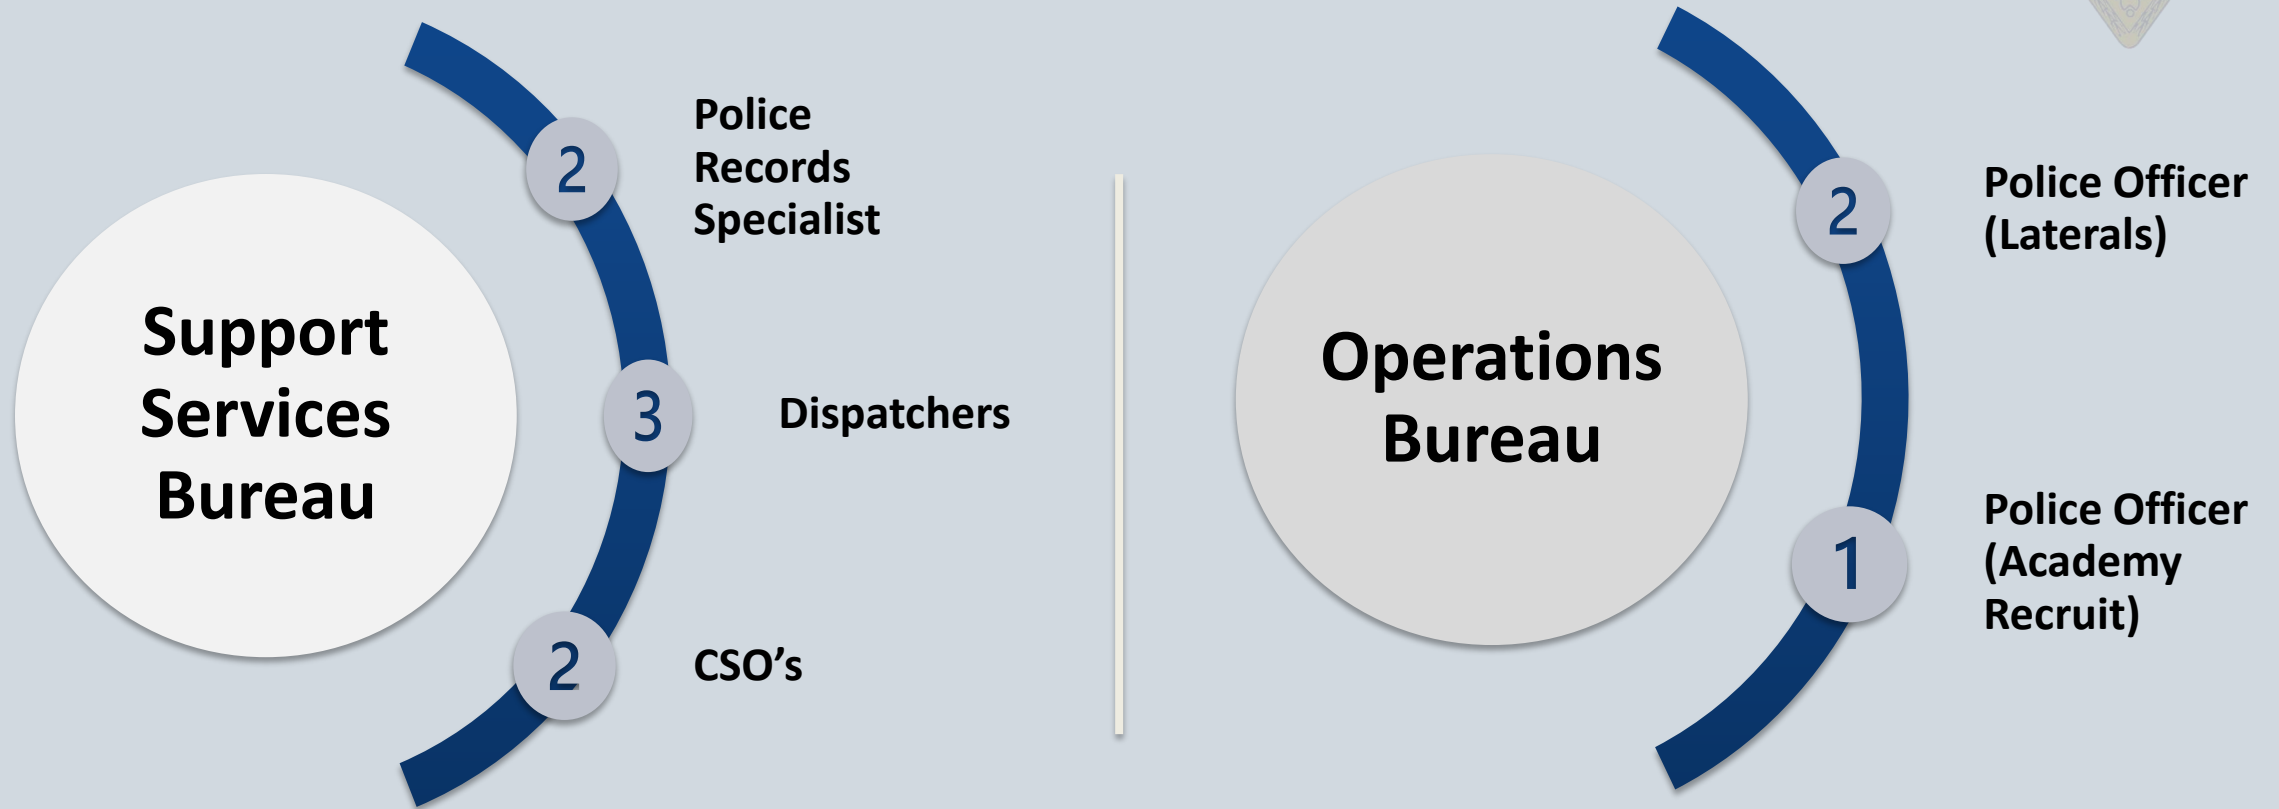 Support
Services
Bureau
2
Police
Records
Specialist
3
Dispatchers
2
CSO’s
Operations
Bureau
2
Police Officer
(Laterals)
1
Police Officer
(Academy
Recruit)